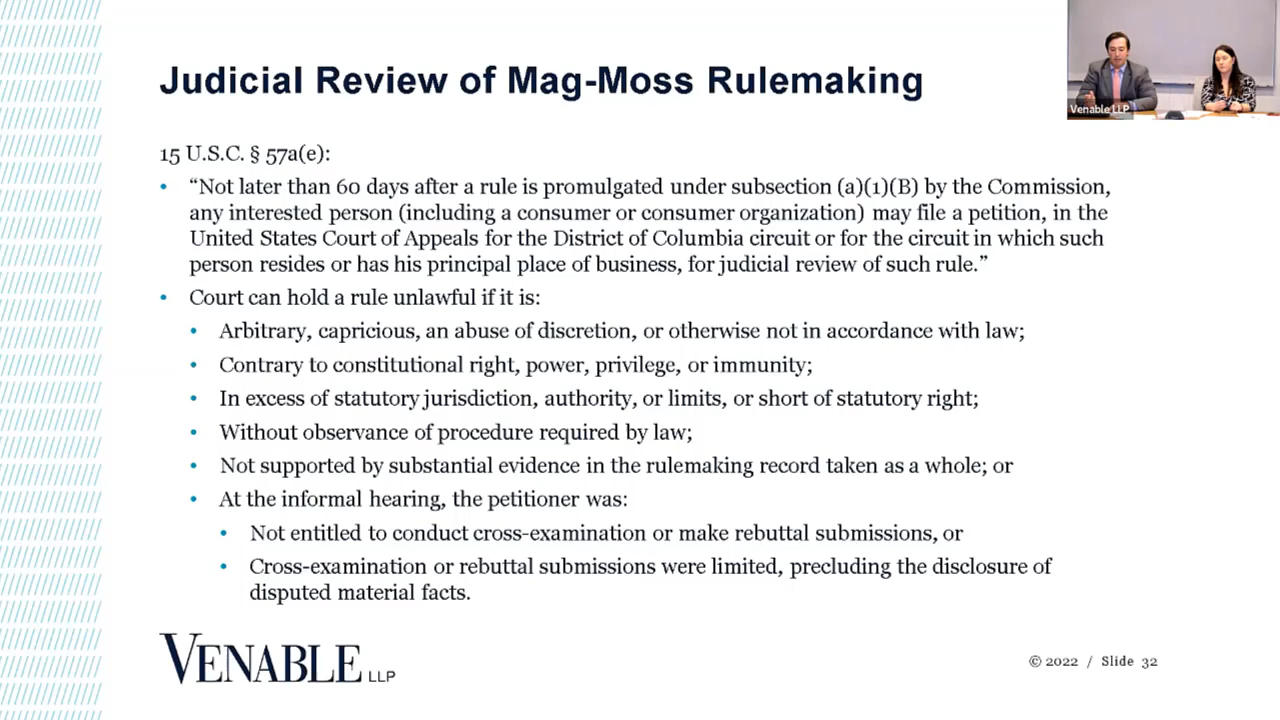 Judicial Review of Mag-Moss Rulemaking
Venable LLP
15 U.S.C. § 57a(e):
• “Not later than 60 days after a rule is promulgated under subsection (a)(1)(B) by the Commission,
any interested person (including a consumer or consumer organization) may file a petition, in the
United States Court of Appeals for the District of Columbia circuit or for the circuit in which such
person resides or has his principal place of business, for judicial review of such rule.”
• Court can hold a rule unlawful if it is:
• Arbitrary, capricious, an abuse of discretion, or otherwise not in accordance with law;
• Contrary to constitutional right, power, privilege, or immunity;
• In excess of statutory jurisdiction, authority, or limits, or short of statutory right;
• Without observance of procedure required by law;
• Not supported by substantial evidence in the rulemaking record taken as a whole; or
• At the informal hearing, the petitioner was:
• Not entitled to conduct cross-examination or make rebuttal submissions, or
• Cross-examination or rebuttal submissions were limited, precluding the disclosure of
disputed material facts.
VENABLE LLP
© 2022 / Slide 32